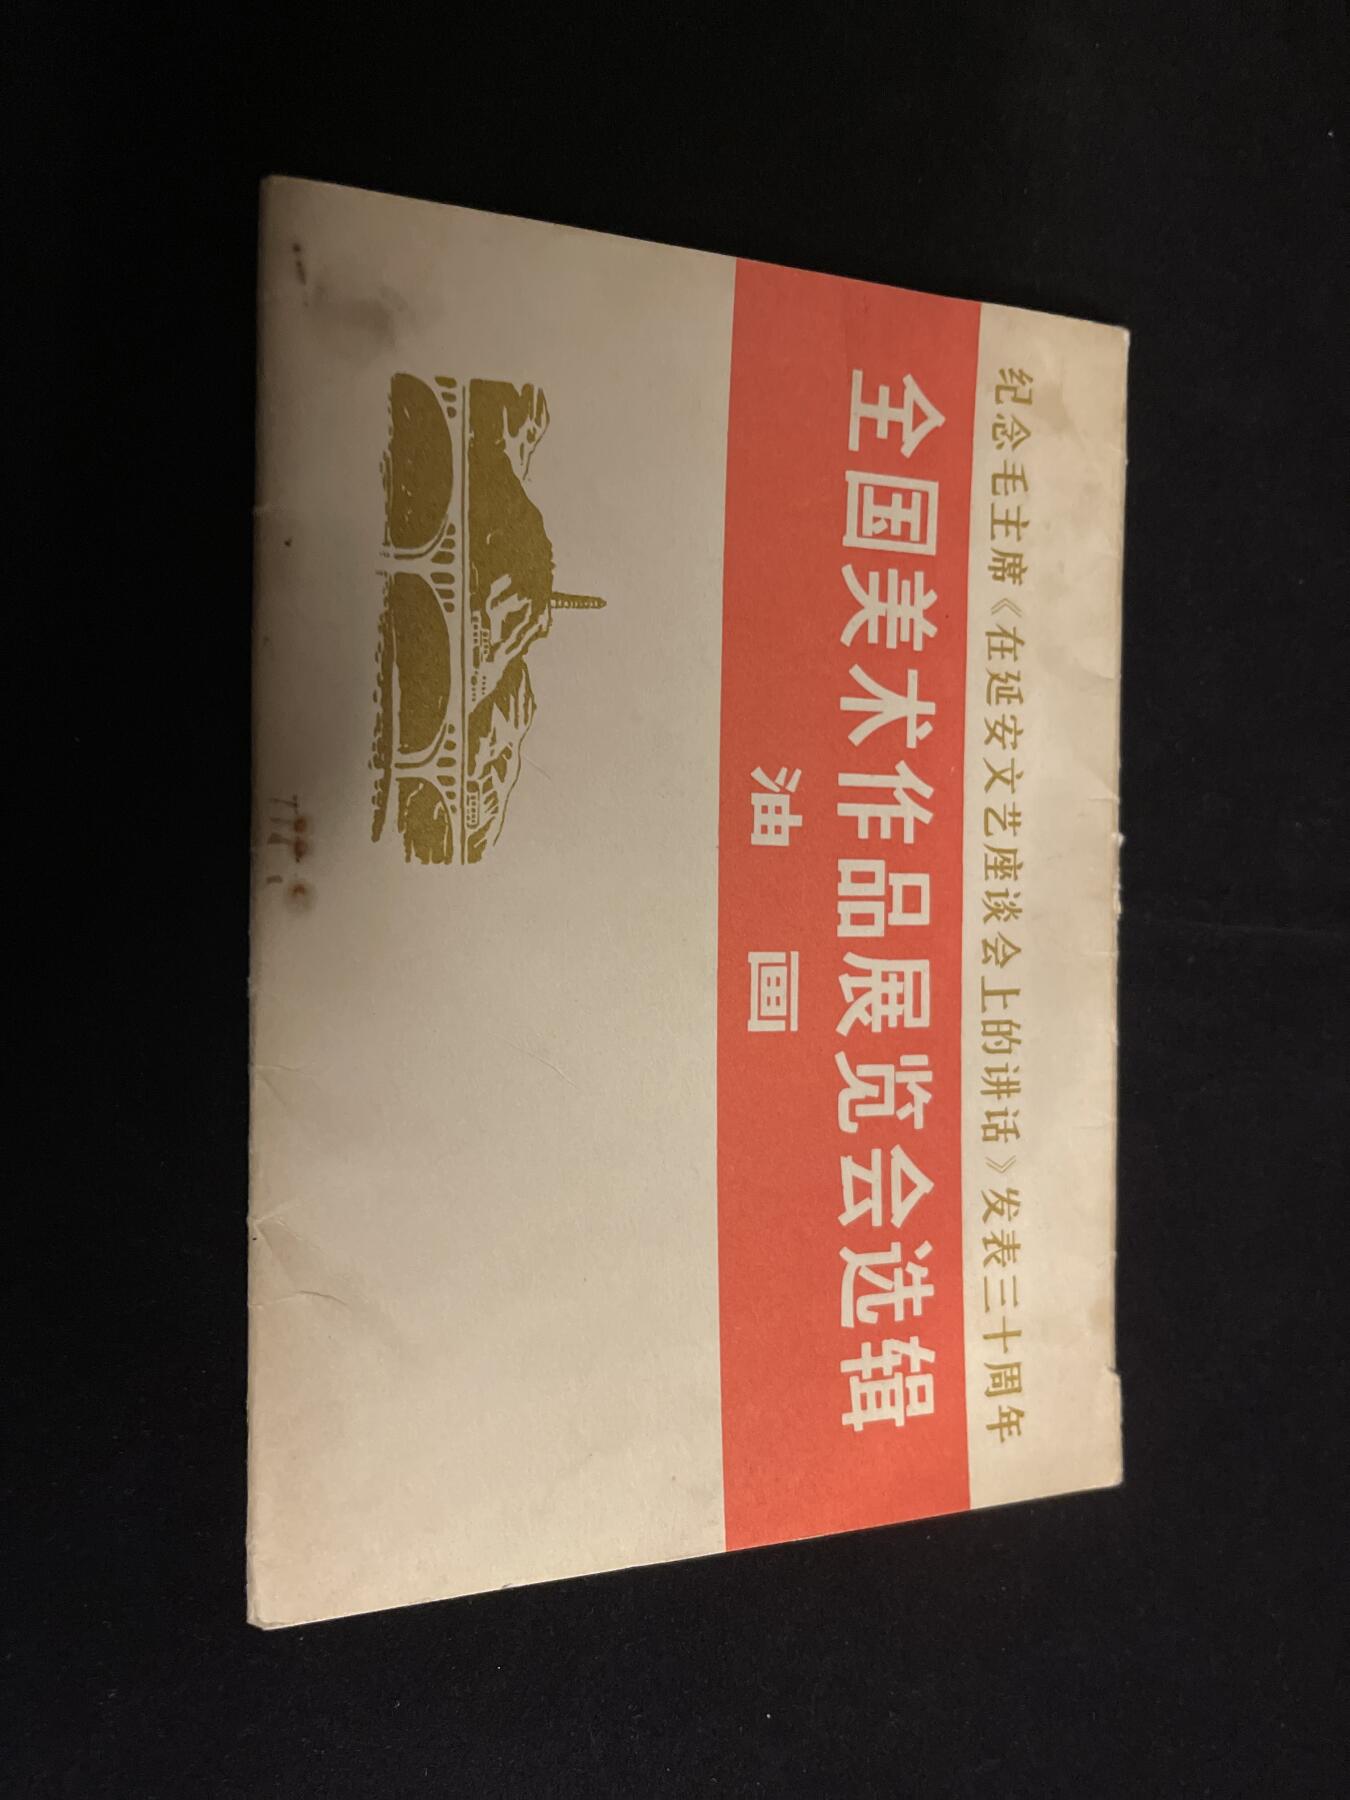 纪念毛主席《在延安文艺座谈会上的讲话》发表三十周年
全国美术作品展览会选辑
油画